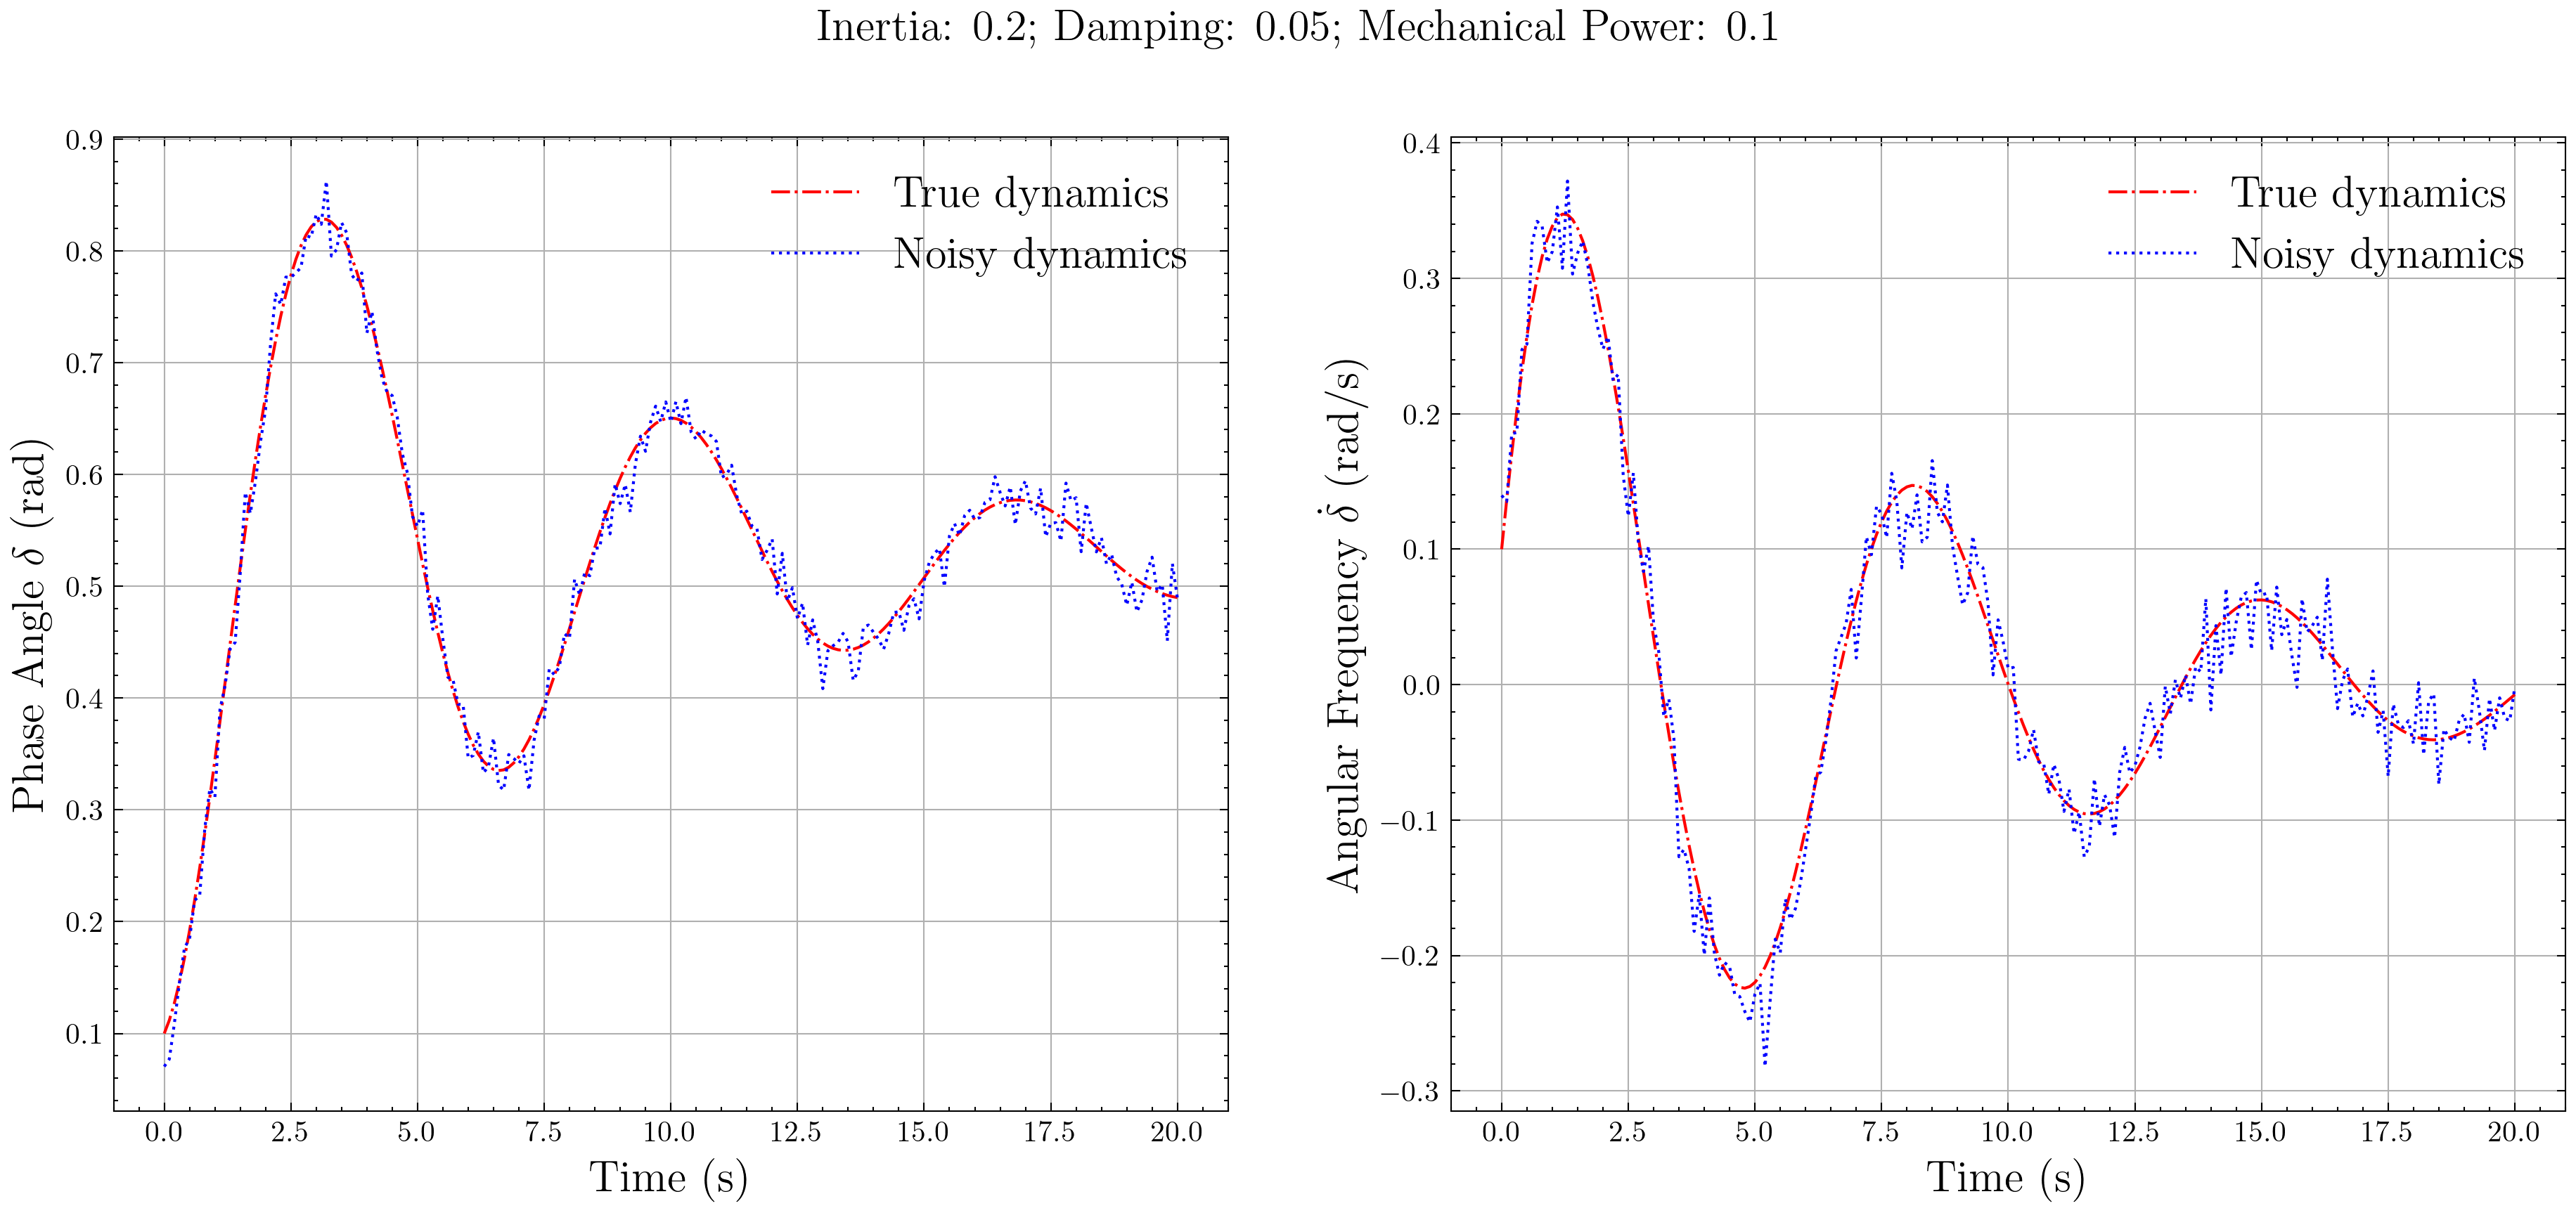 Inertia: 0.2; Damping: 0.05; Mechanical Power: 0.1
0.9
0.8
0.7
0.6
0.5
0.4
0.3
0.2
0.1
Phase Angle δ (rad)
True dynamics
Noisy dynamics
0.0 2.5 5.0 7.5 10.0 12.5 15.0 17.5 20.0
Time (s)
0.4
0.3
0.2
0.1
0.0
−0.1
−0.2
−0.3
Angular Frequency δ̇ (rad/s)
True dynamics
Noisy dynamics
0.0 2.5 5.0 7.5 10.0 12.5 15.0 17.5 20.0
Time (s)